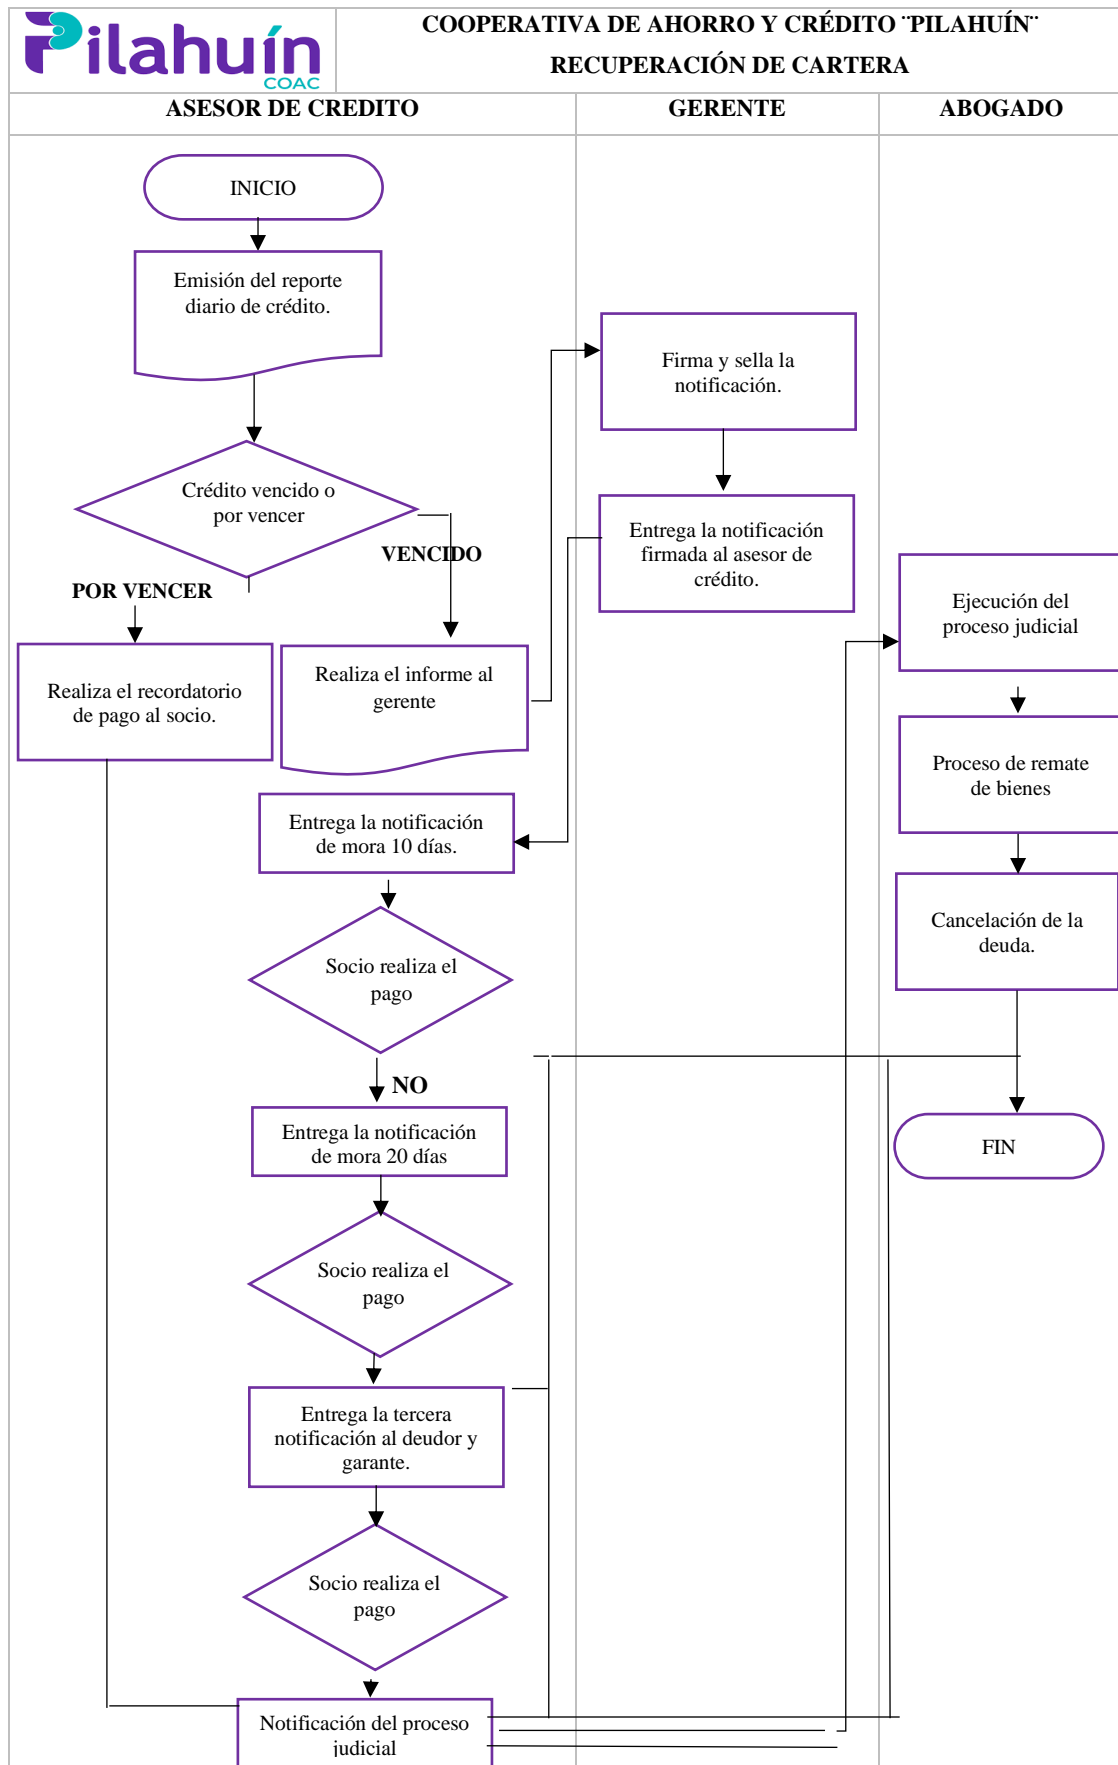 Pilahuín
COAC
COOPERATIVA DE AHORRO Y CRÉDITO ¨PILAHUÍN¨
RECUPERACIÓN DE CARTERA
ASESOR DE CREDITO
GERENTE
ABOGADO
INICIO
Emisión del reporte
diario de crédito.
Crédito vencido o
por vencer
VENCIDO
POR VENCER
Realiza el recordatorio
de pago al socio.
Realiza el informe al
gerente
Firma y sella la
notificación.
Entrega la notificación
firmada al asesor de
crédito.
Entrega la notificación
de mora 10 días.
Socio realiza el
pago
NO
Entrega la notificación
de mora 20 días
Socio realiza el
pago
Entrega la tercera
notificación al deudor y
garante.
Socio realiza el
pago
Notificación del proceso
judicial
Ejecución del
proceso judicial
Proceso de remate
de bienes
Cancelación de la
deuda.
FIN